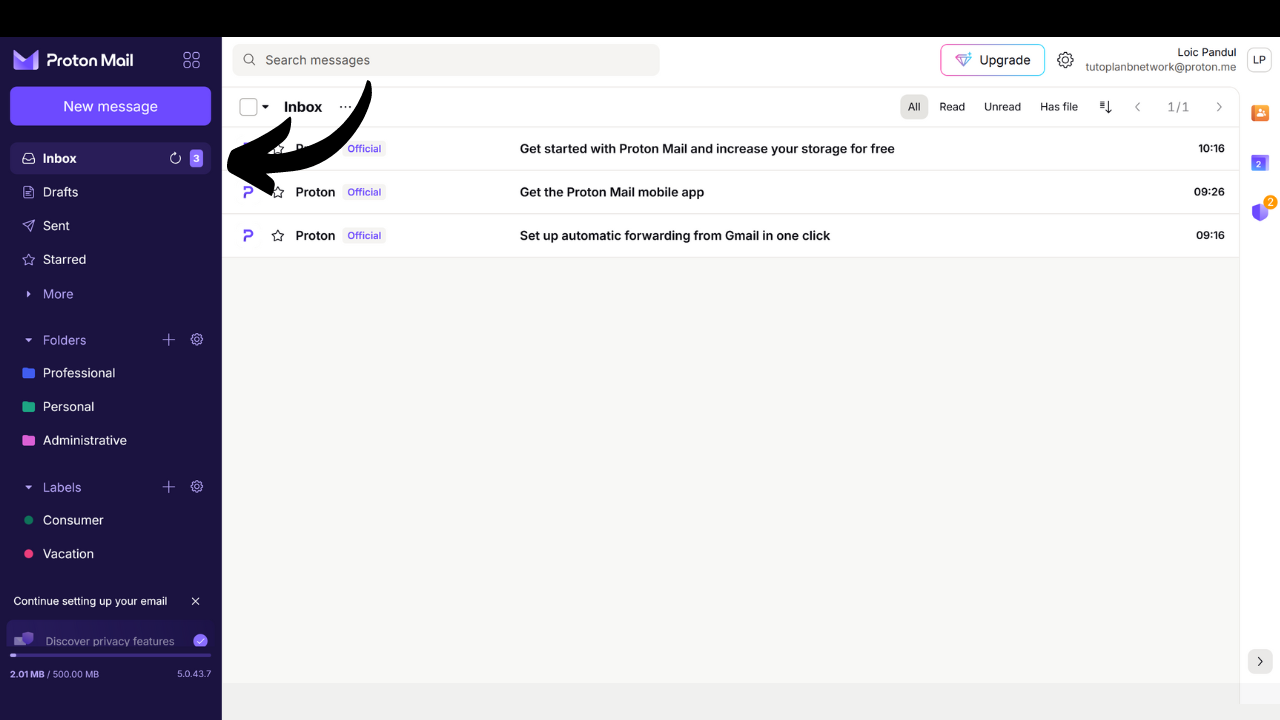 Proton Mail
Search messages
Upgrade
Loic Pandul
tutoplanbnetwork@proton.me
LP
New message
Inbox 3
Drafts
Sent
Starred
More
Folders
Professional
Personal
Administrative
Labels
Consumer
Vacation
Continue setting up your email
Discover privacy features
2.01 MB / 500.00 MB 5.0.43.7
Inbox ... All Read Unread Has file 1/1
Official Get started with Proton Mail and increase your storage for free 10:16
Proton Official Get the Proton Mail mobile app 09:26
Proton Official Set up automatic forwarding from Gmail in one click 09:16
2
2